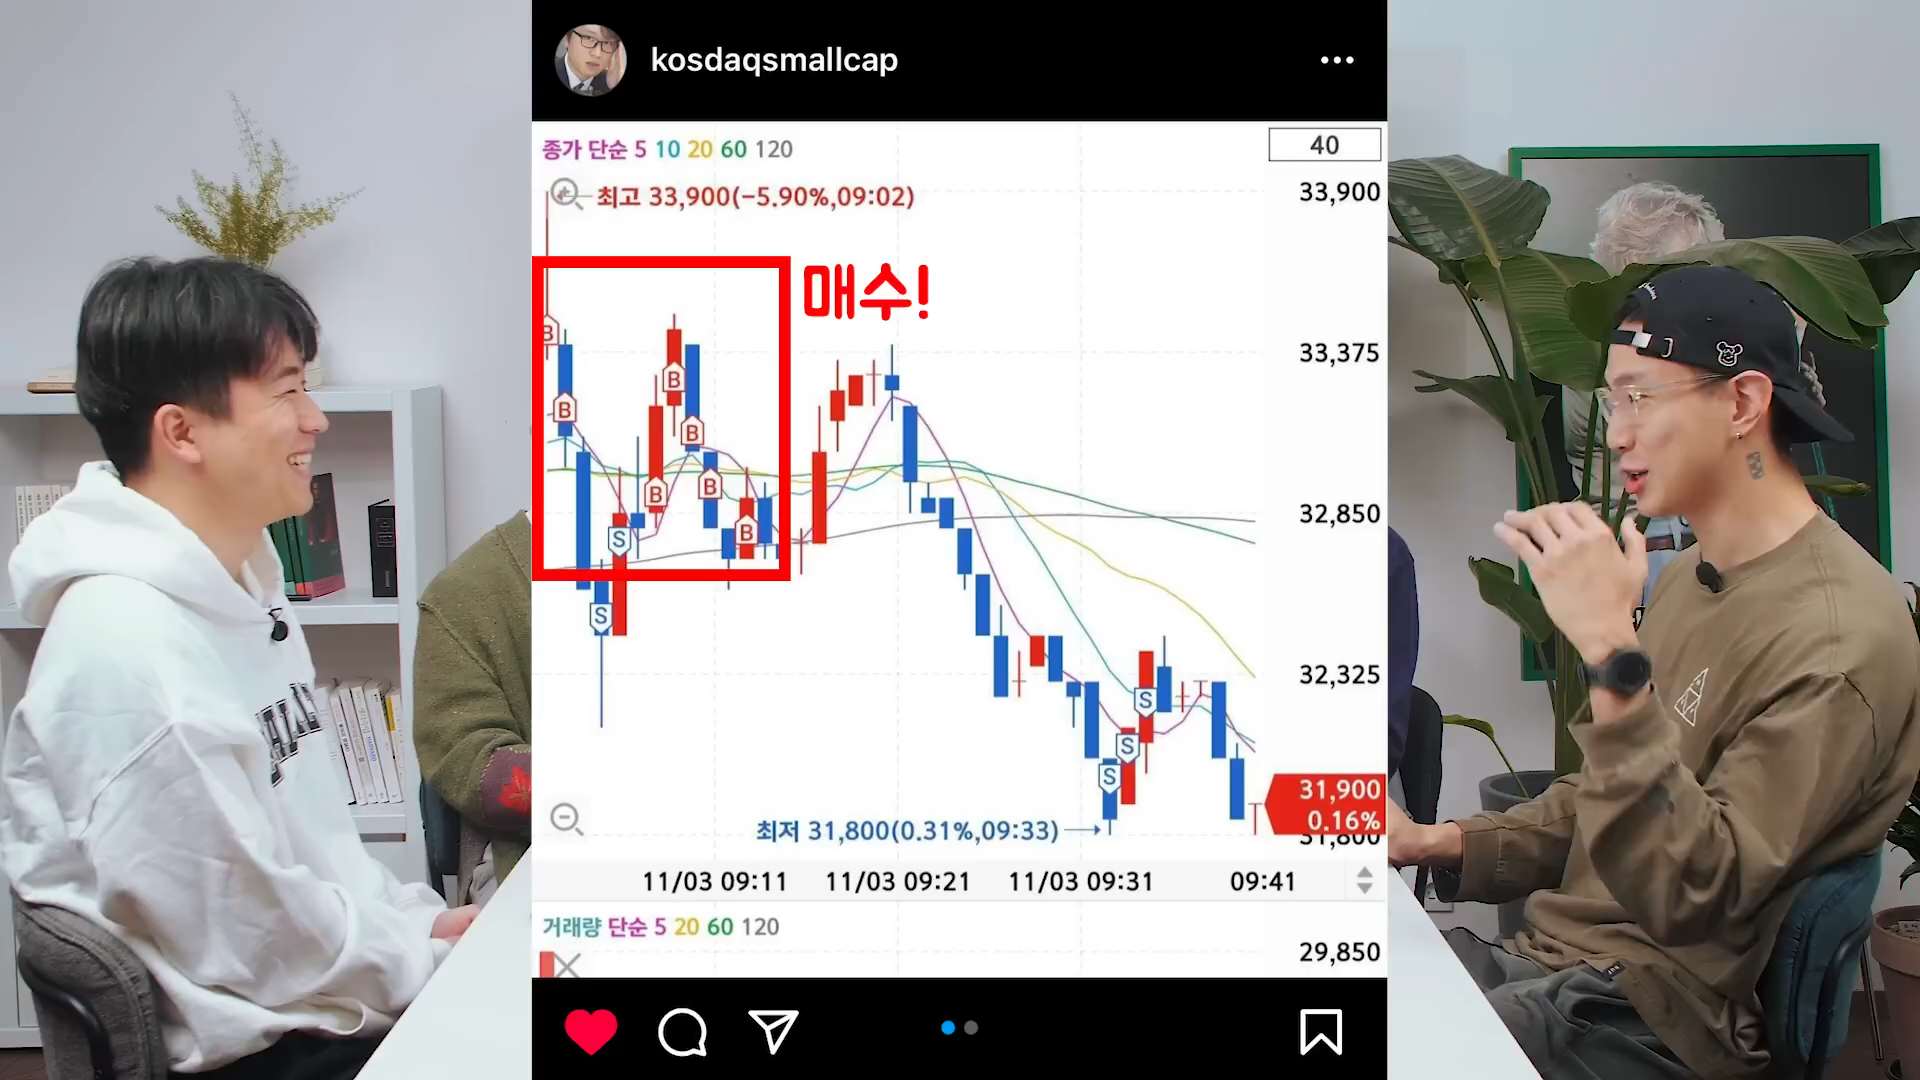 kosdaqsmallcap
종가 단순 5 10 20 60 120
40
최고 33,900(-5.90%,09:02)
33,900
매수!
B
33,375
B
B
B
B
B
32,850
B
S
S
32,325
S
S
S
31,900
0.16%
최저 31,800(0.31%,09:33)
31,800
11/03 09:11
11/03 09:21
11/03 09:31
09:41
거래량 단순 5 20 60 120
29,850